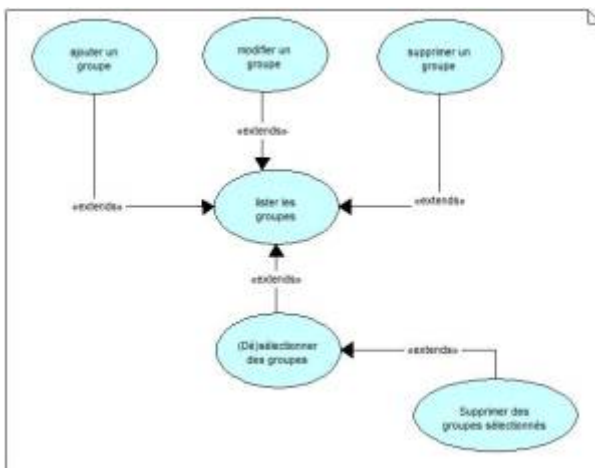 ajouter un
groupe
modifier un
groupe
supprimer un
groupe
«extends»
«extends»
«extends»
lister les
groupes
«extends»
(Dé)sélectionner
des groupes
«extends»
Supprimer des
groupes sélectionnés